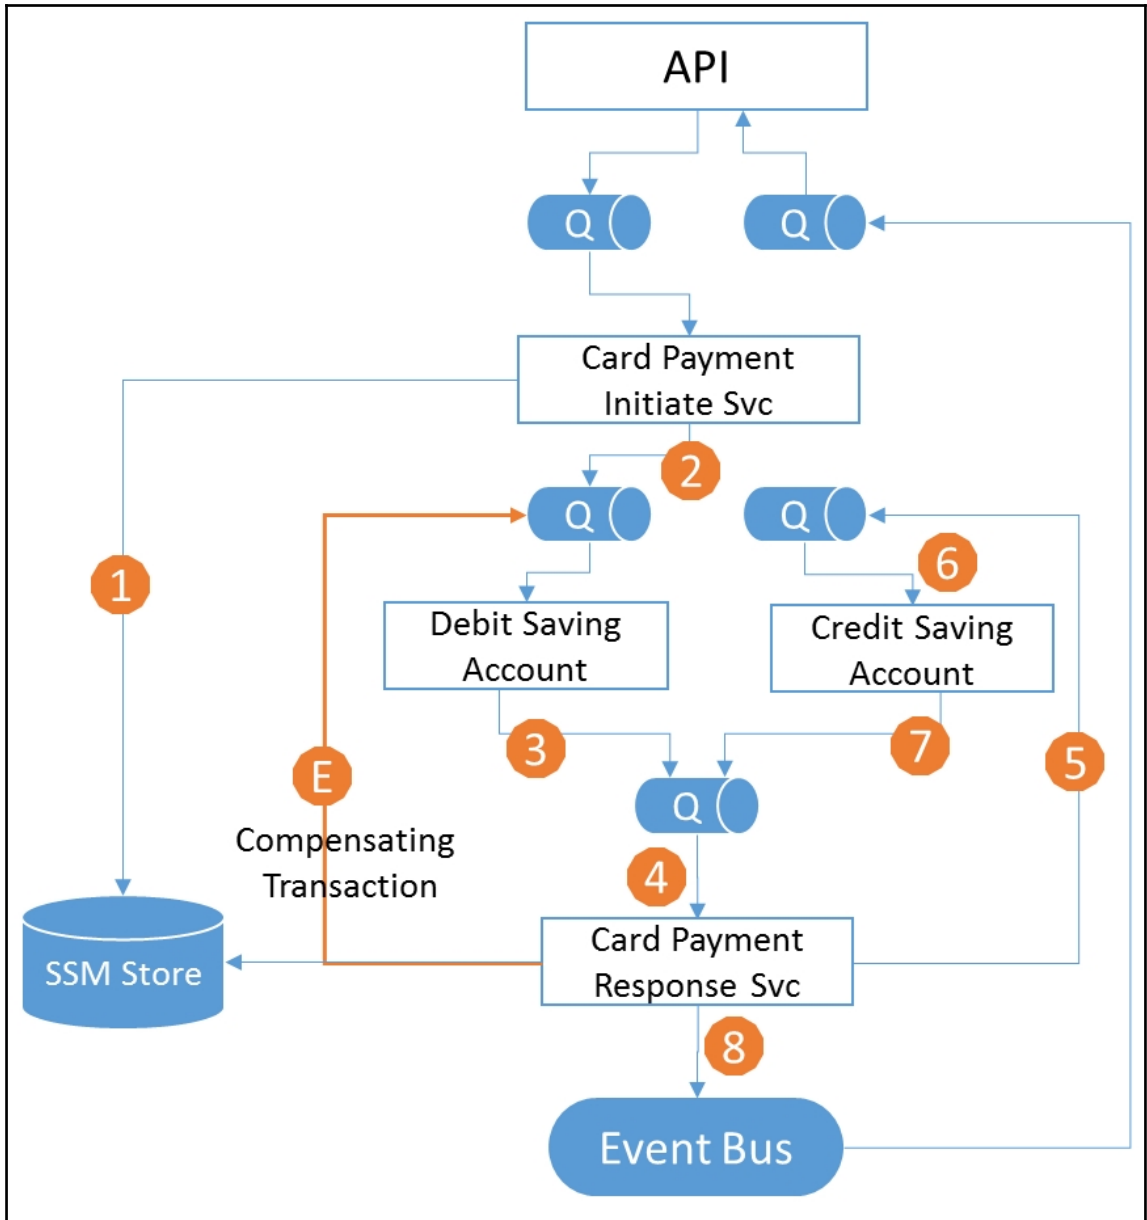 API
Q
Q
Card Payment
Initiate Svc
2
Q
Q
6
1
Debit Saving
Account
Credit Saving
Account
3
7
5
E
Q
Compensating
Transaction
4
Card Payment
Response Svc
SSM Store
8
Event Bus